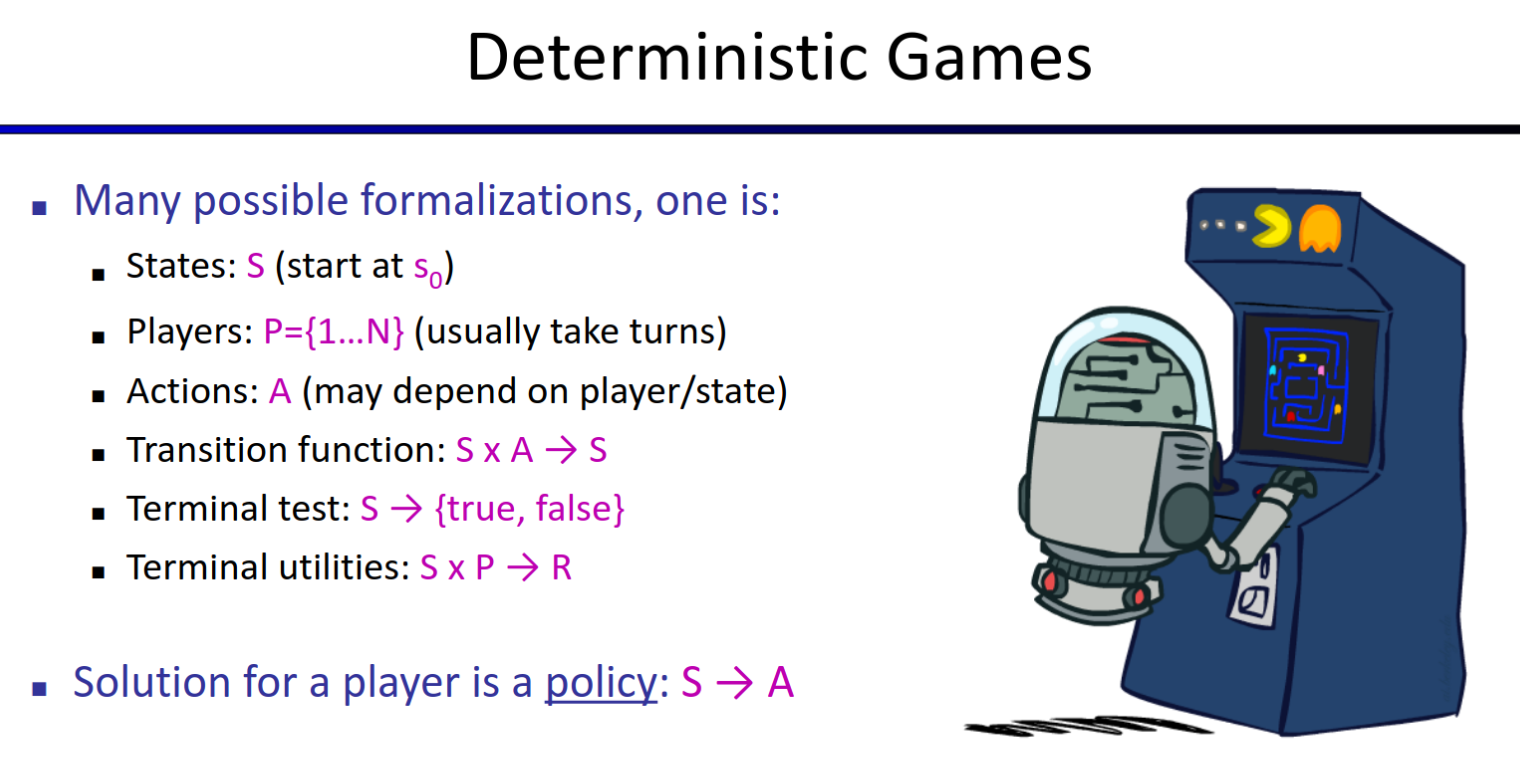 Deterministic Games
▪ Many possible formalizations, one is:
▪ States: S (start at s₀)
▪ Players: P={1…N} (usually take turns)
▪ Actions: A (may depend on player/state)
▪ Transition function: S x A → S
▪ Terminal test: S → {true, false}
▪ Terminal utilities: S x P → R
▪ Solution for a player is a policy: S → A